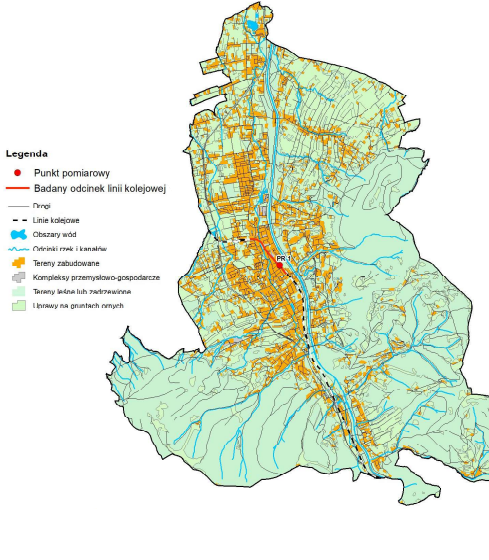 Legenda
Punkt pomiarowy
Badany odcinek linii kolejowej
Drogi
Linie kolejowe
Obszary wód
Odcinki rzek i kanałów
Tereny zabudowane
Kompleksy przemysłowo-gospodarcze
Tereny leśne lub zadrzewione
Uprawy na gruntach ornych
PR.1